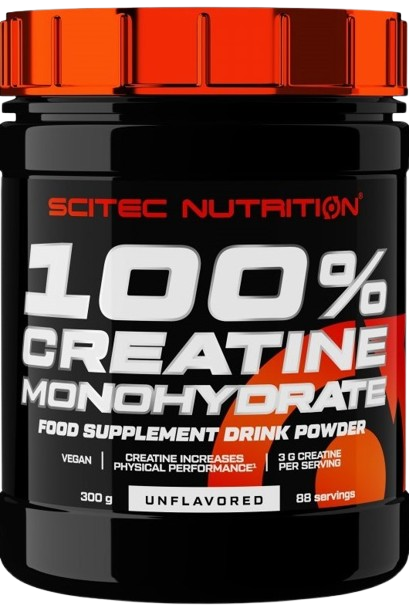 SCITEC NUTRITION®
100%
CREATINE
MONOHYDRATE
FOOD SUPPLEMENT DRINK POWDER
VEGAN
CREATINE INCREASES
PHYSICAL PERFORMANCE¹
3 G CREATINE
PER SERVING
300 g
UNFLAVORED
88 servings